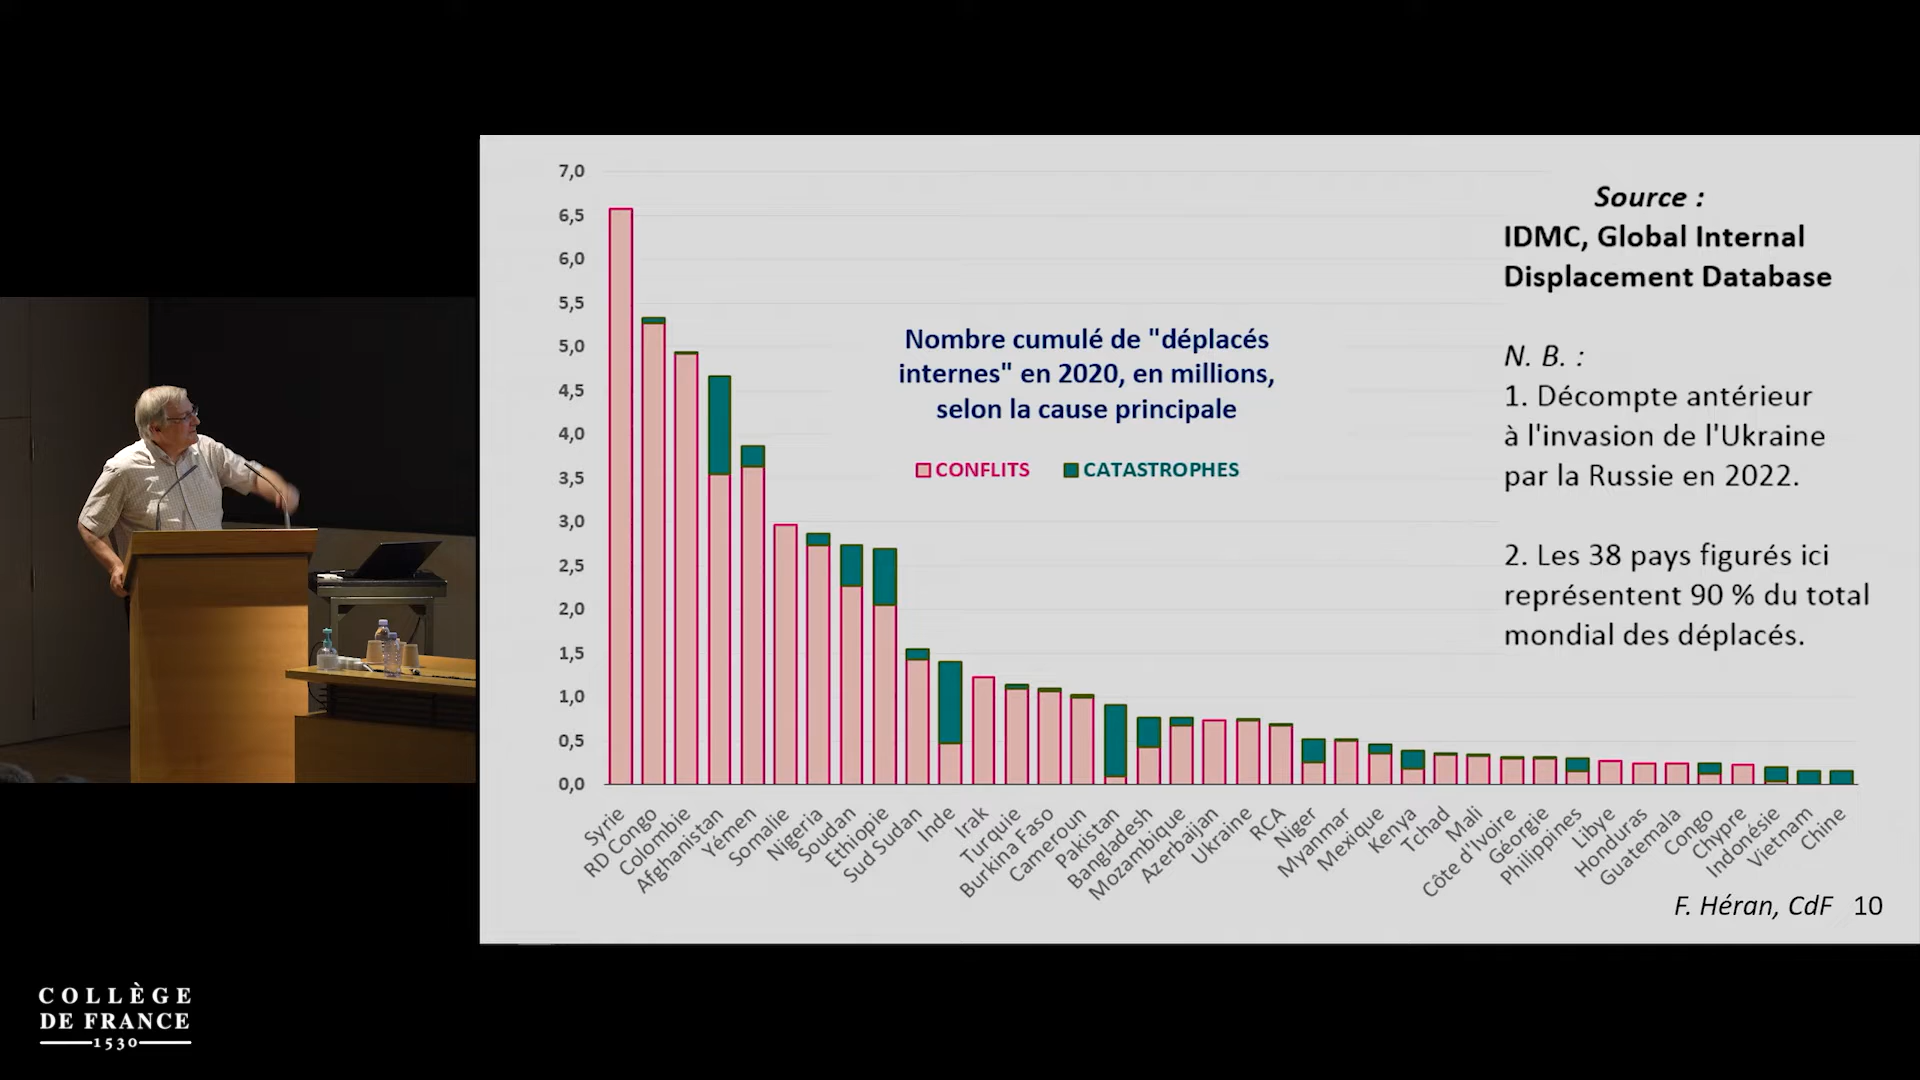 7,0
6,5
6,0
5,5
5,0
4,5
4,0
3,5
3,0
2,5
2,0
1,5
1,0
0,5
0,0
Nombre cumulé de "déplacés
internes" en 2020, en millions,
selon la cause principale
CONFLITS CATASTROPHES
Syrie
RD Congo
Colombie
Afghanistan
Yémen
Somalie
Nigeria
Soudan
Ethiopie
Sud Sudan
Inde
Irak
Turquie
Burkina Faso
Cameroun
Pakistan
Bangladesh
Mozambique
Azerbaijan
Ukraine
RCA
Niger
Myanmar
Mexique
Kenya
Tchad
Mali
Côte d'Ivoire
Géorgie
Philippines
Libye
Honduras
Guatemala
Congo
Chypre
Indonésie
Vietnam
Chine
Source :
IDMC, Global Internal
Displacement Database
N. B. :
1. Décompte antérieur
à l'invasion de l'Ukraine
par la Russie en 2022.
2. Les 38 pays figurés ici
représentent 90 % du total
mondial des déplacés.
F. Héran, CdF 10
COLLÈGE
DE FRANCE
1530